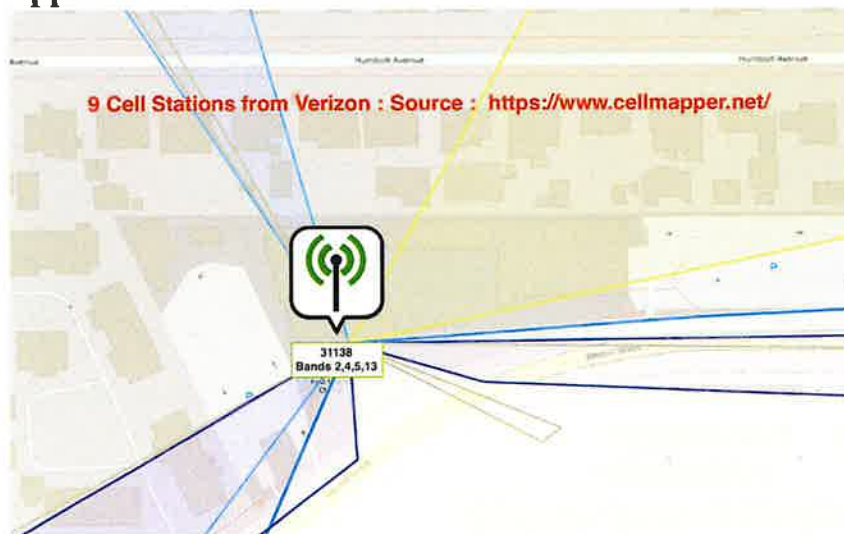 Avenue
Humboldt Avenue
Humboldt Avenue
9 Cell Stations from Verizon : Source : https://www.cellmapper.net/
31138
Bands 2,4,5,13